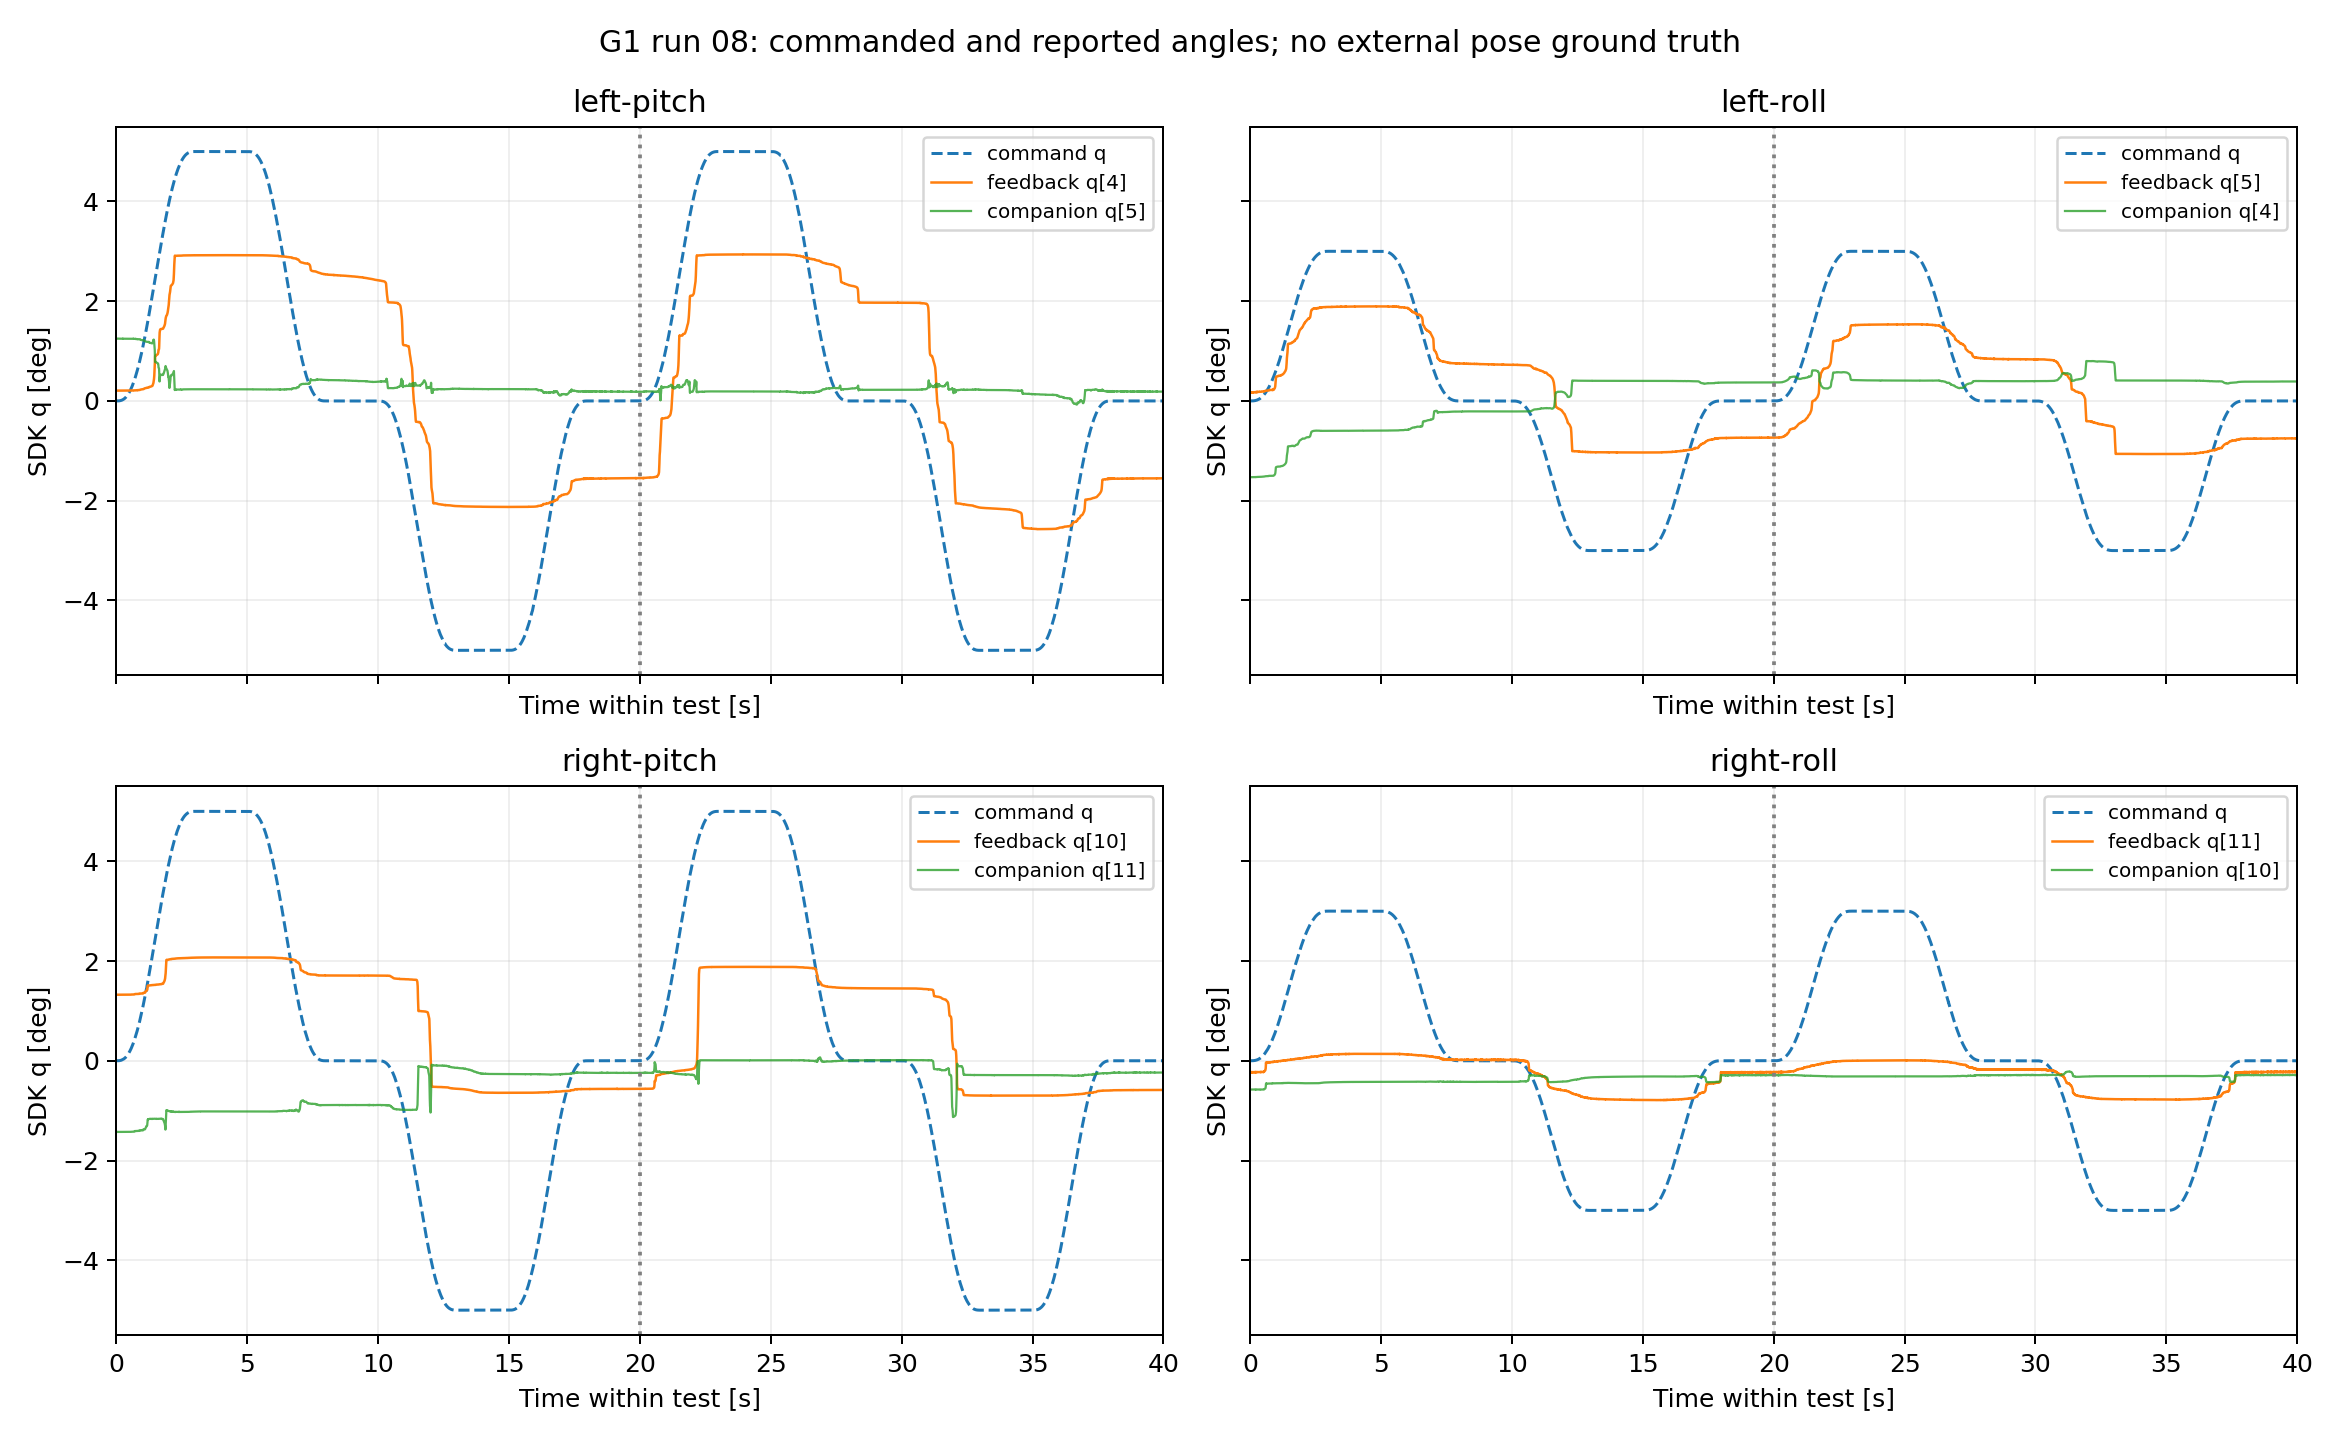 G1 run 08: commanded and reported angles; no external pose ground truth
left-pitch
command q
feedback q[4]
companion q[5]
SDK q [deg]
4
2
0
−2
−4
Time within test [s]
left-roll
command q
feedback q[5]
companion q[4]
SDK q [deg]
Time within test [s]
right-pitch
command q
feedback q[10]
companion q[11]
SDK q [deg]
4
2
0
−2
−4
0 5 10 15 20 25 30 35 40
Time within test [s]
right-roll
command q
feedback q[11]
companion q[10]
SDK q [deg]
0 5 10 15 20 25 30 35 40
Time within test [s]